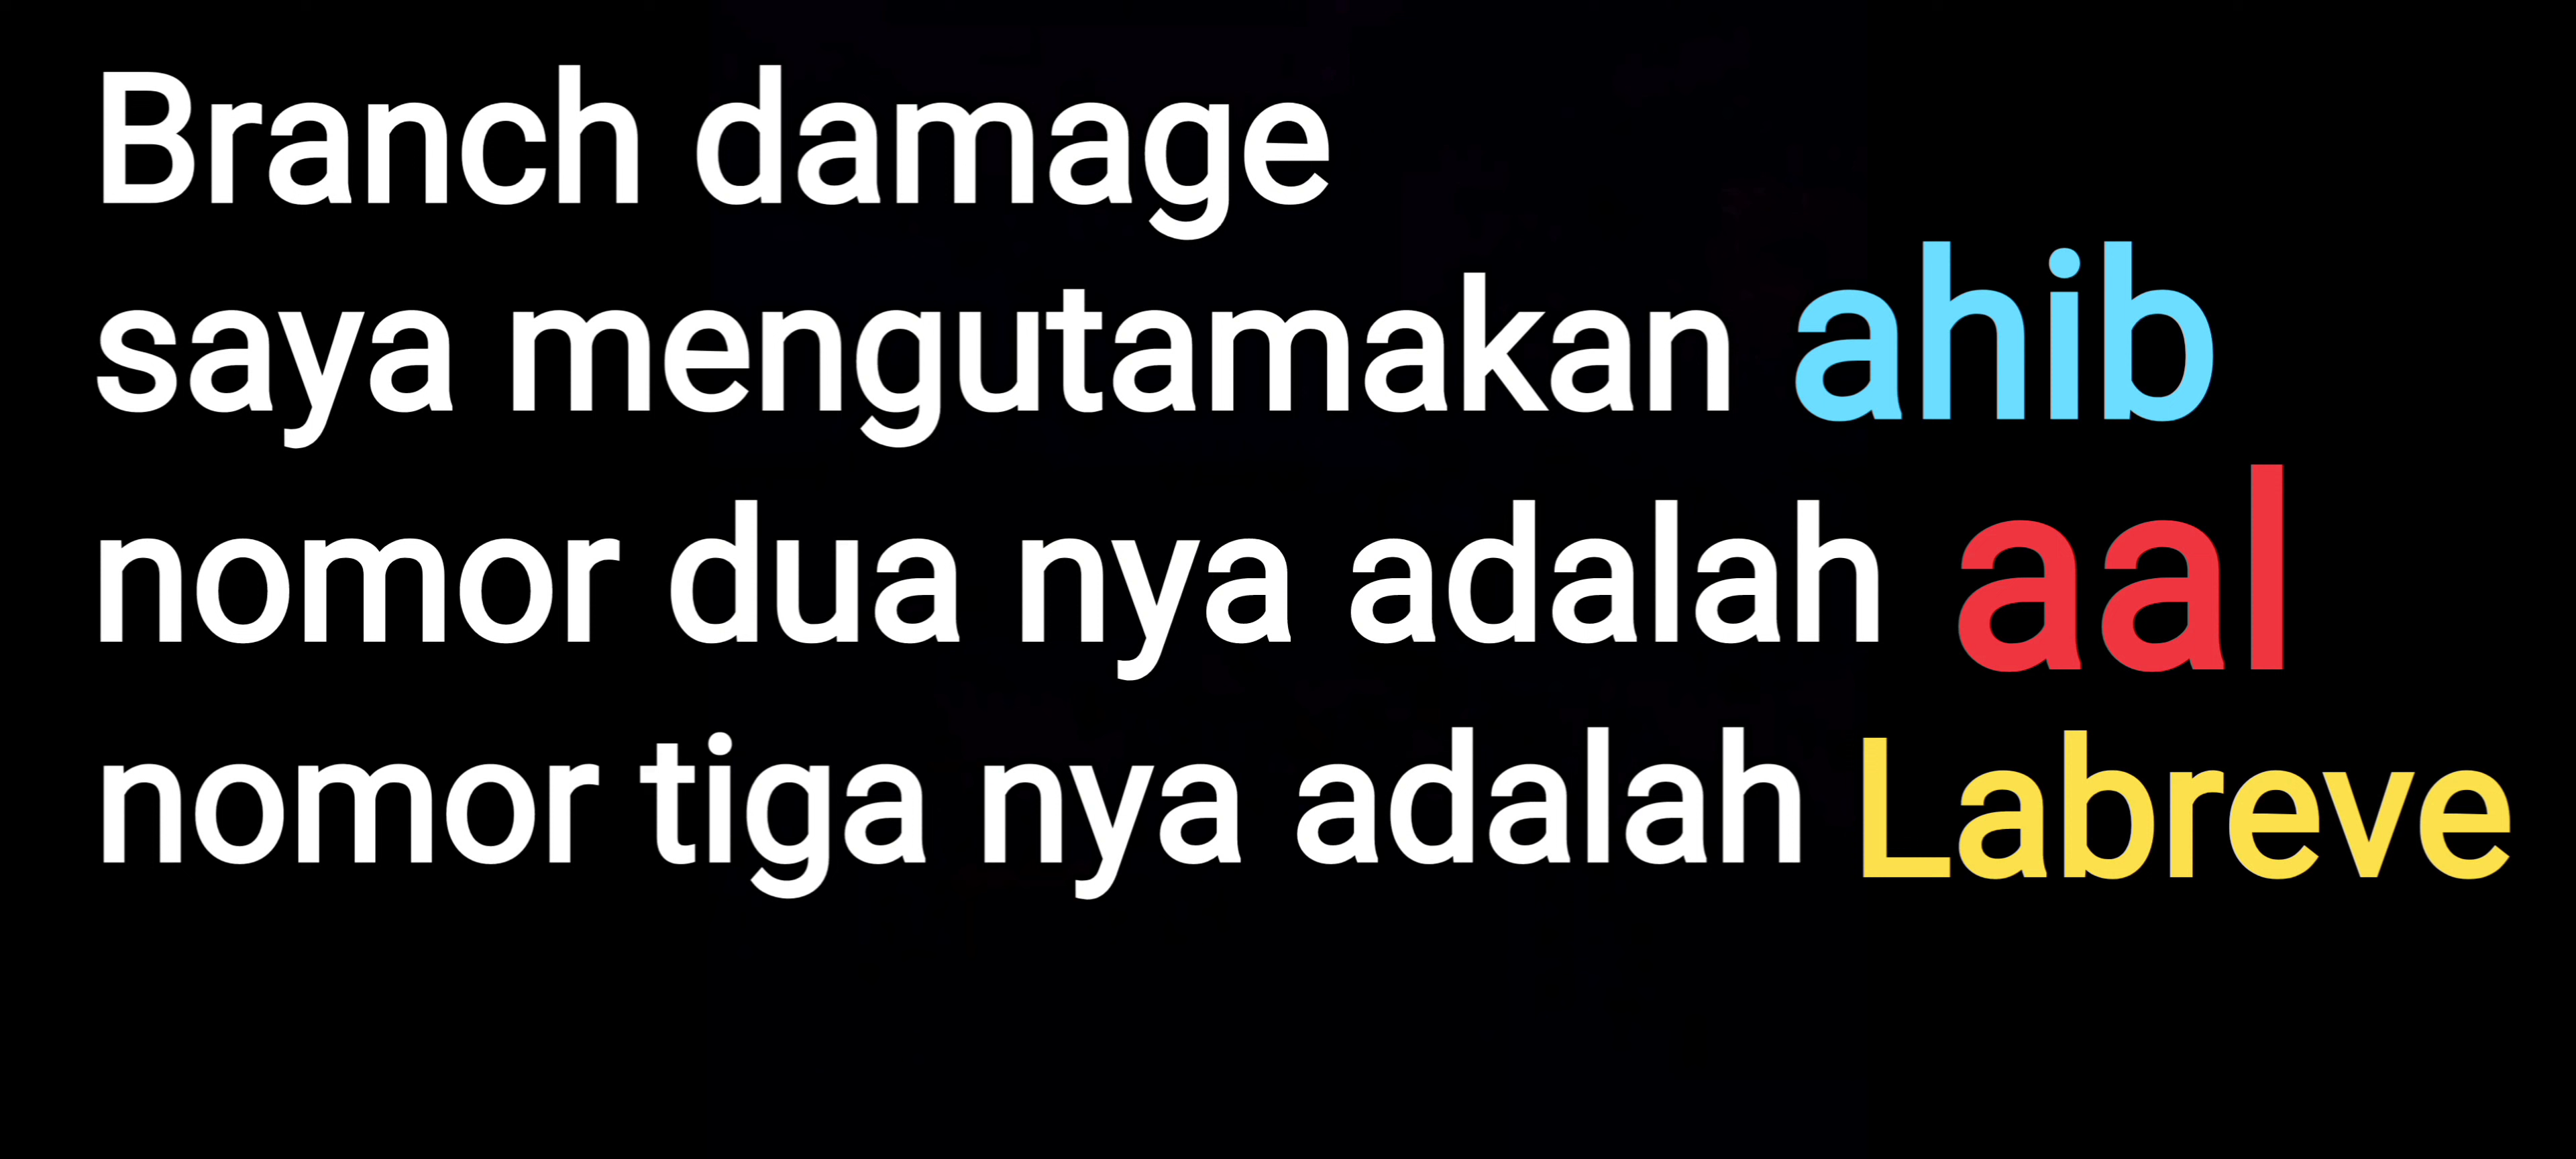 Branch damage
saya mengutamakan ahib
nomor dua nya adalah aal
nomor tiga nya adalah Labreve